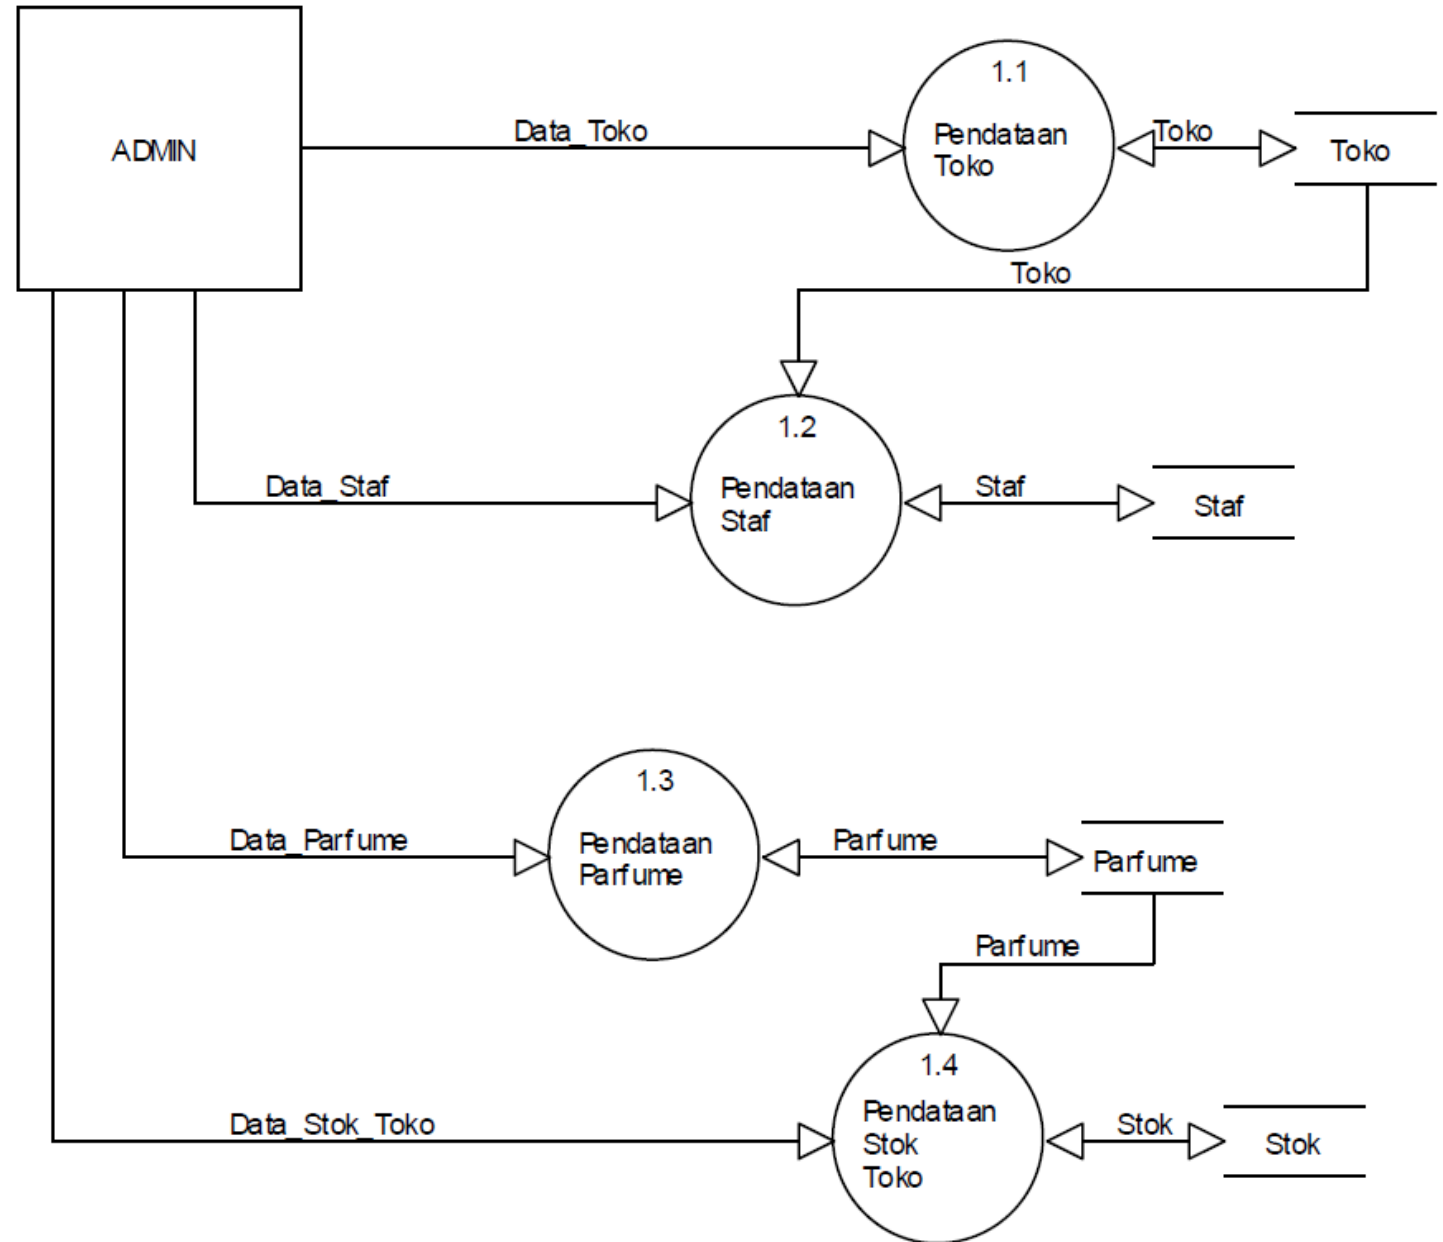 ADMIN
Data_Toko
1.1
Pendataan
Toko
Toko
Toko
Toko
1.2
Pendataan
Staf
Data_Staf
Staf
Staf
1.3
Pendataan
Parfume
Data_Parfume
Parfume
Parfume
Parfume
1.4
Pendataan
Stok
Toko
Data_Stok_Toko
Stok
Stok